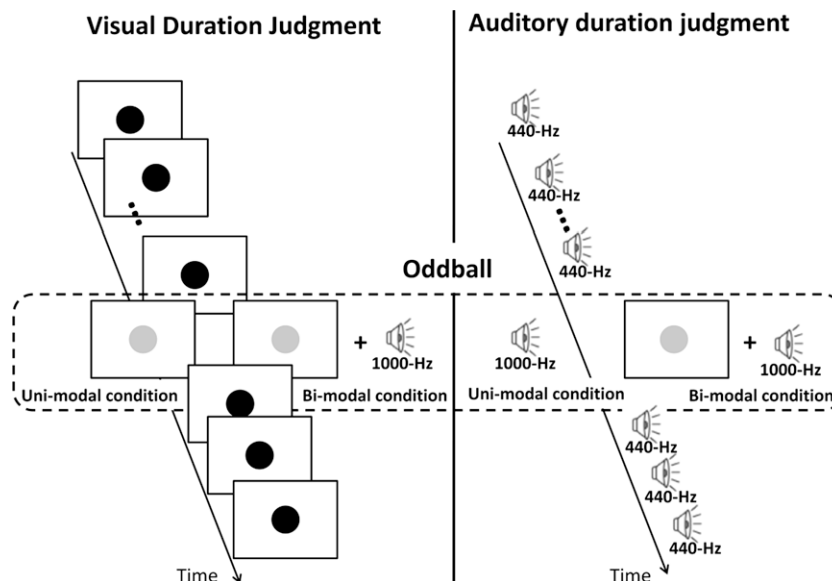 Visual Duration Judgment
Auditory duration judgment
440-Hz
440-Hz
440-Hz
Oddball
+
1000-Hz
1000-Hz
+
1000-Hz
Uni-modal condition
Bi-modal condition
Uni-modal condition
Bi-modal condition
440-Hz
440-Hz
440-Hz
Time
Time